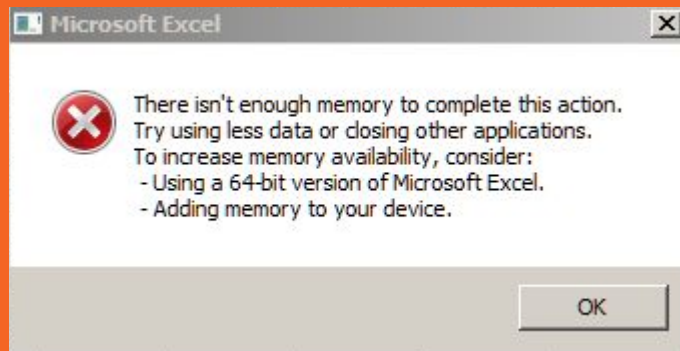 Microsoft Excel
There isn't enough memory to complete this action.
Try using less data or closing other applications.
To increase memory availability, consider:
- Using a 64-bit version of Microsoft Excel.
- Adding memory to your device.
OK